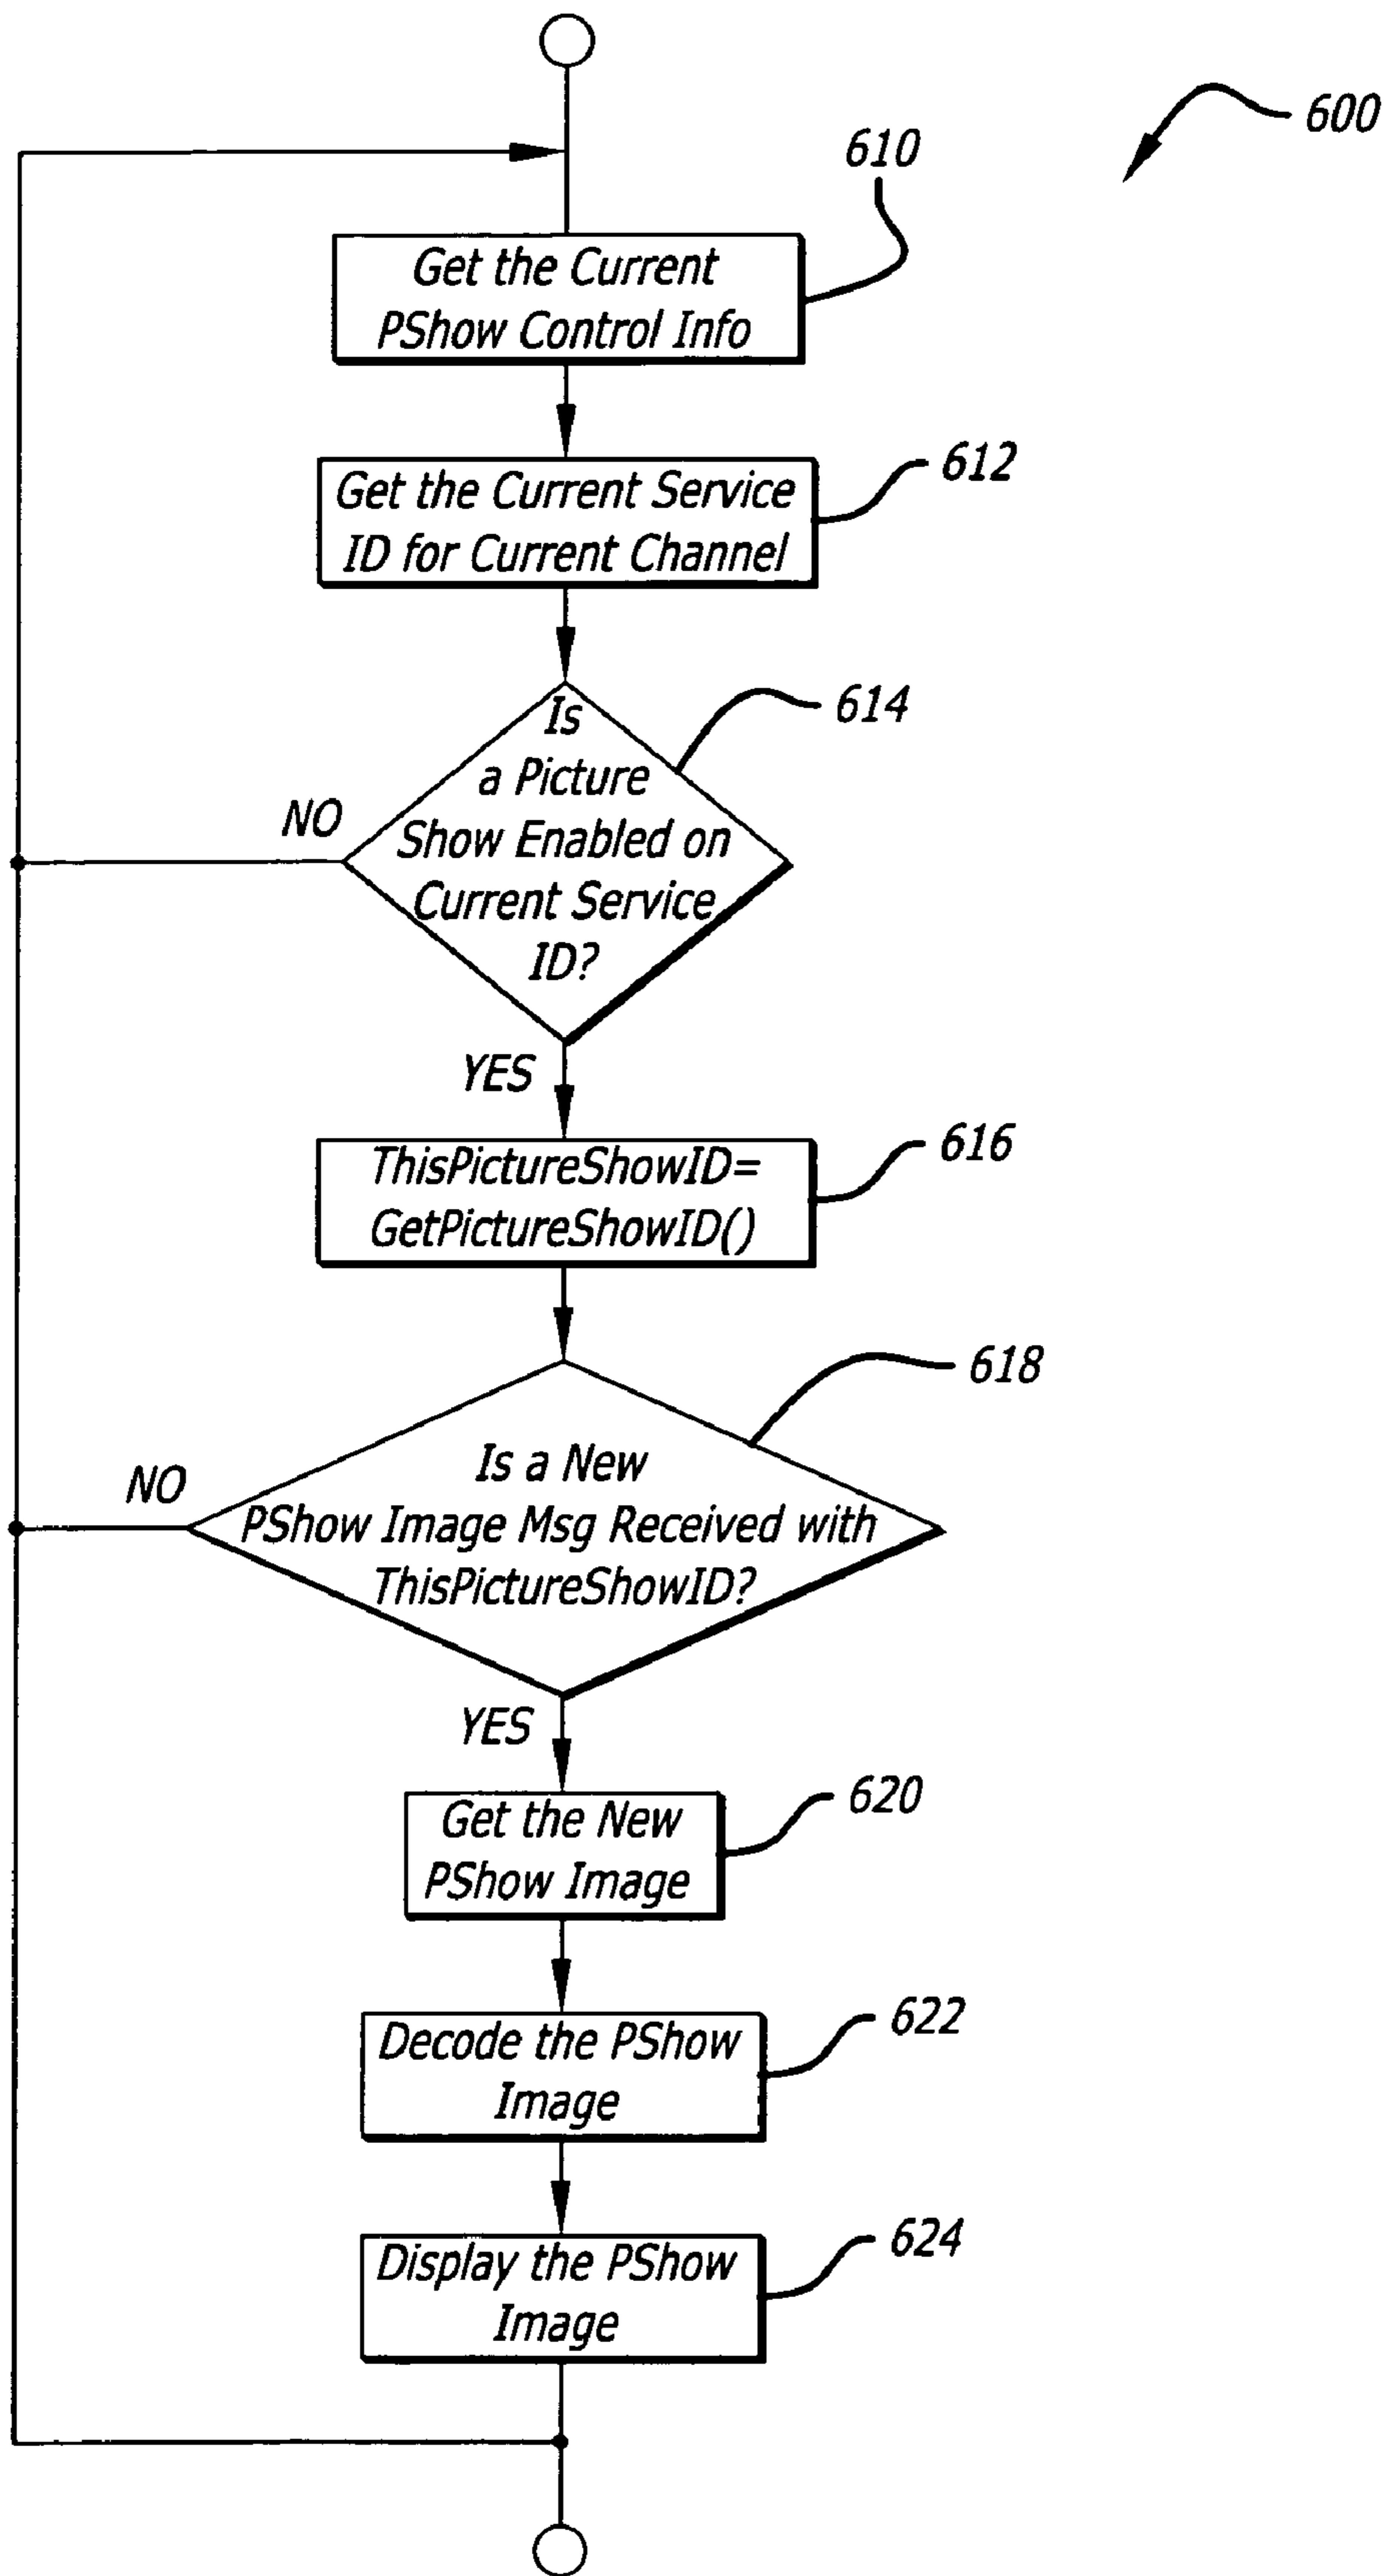 600
610
Get the Current
PShow Control Info
612
Get the Current Service
ID for Current Channel
614
Is
a Picture
Show Enabled on
Current Service
ID?
NO
YES
616
ThisPictureShowID=
GetPictureShowID()
618
Is a New
PShow Image Msg Received with
ThisPictureShowID?
NO
YES
620
Get the New
PShow Image
622
Decode the PShow
Image
624
Display the PShow
Image